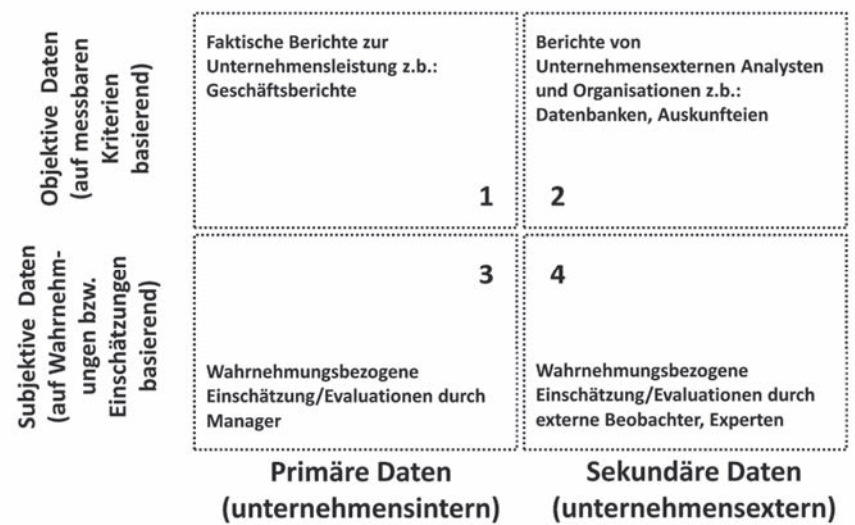 Objektive Daten
(auf messbaren
Kriterien
basierend)
Faktische Berichte zur
Unternehmensleistung z.b.:
Geschäftsberichte
1
Berichte von
Unternehmensexternen Analysten
und Organisationen z.b.:
Datenbanken, Auskunfteien
2
Subjektive Daten
(auf Wahrnehm-
ungen bzw.
Einschätzungen
basierend)
3
Wahrnehmungsbezogene
Einschätzung/Evaluationen durch
Manager
4
Wahrnehmungsbezogene
Einschätzung/Evaluationen durch
externe Beobachter, Experten
Primäre Daten
(unternehmensintern)
Sekundäre Daten
(unternehmensextern)